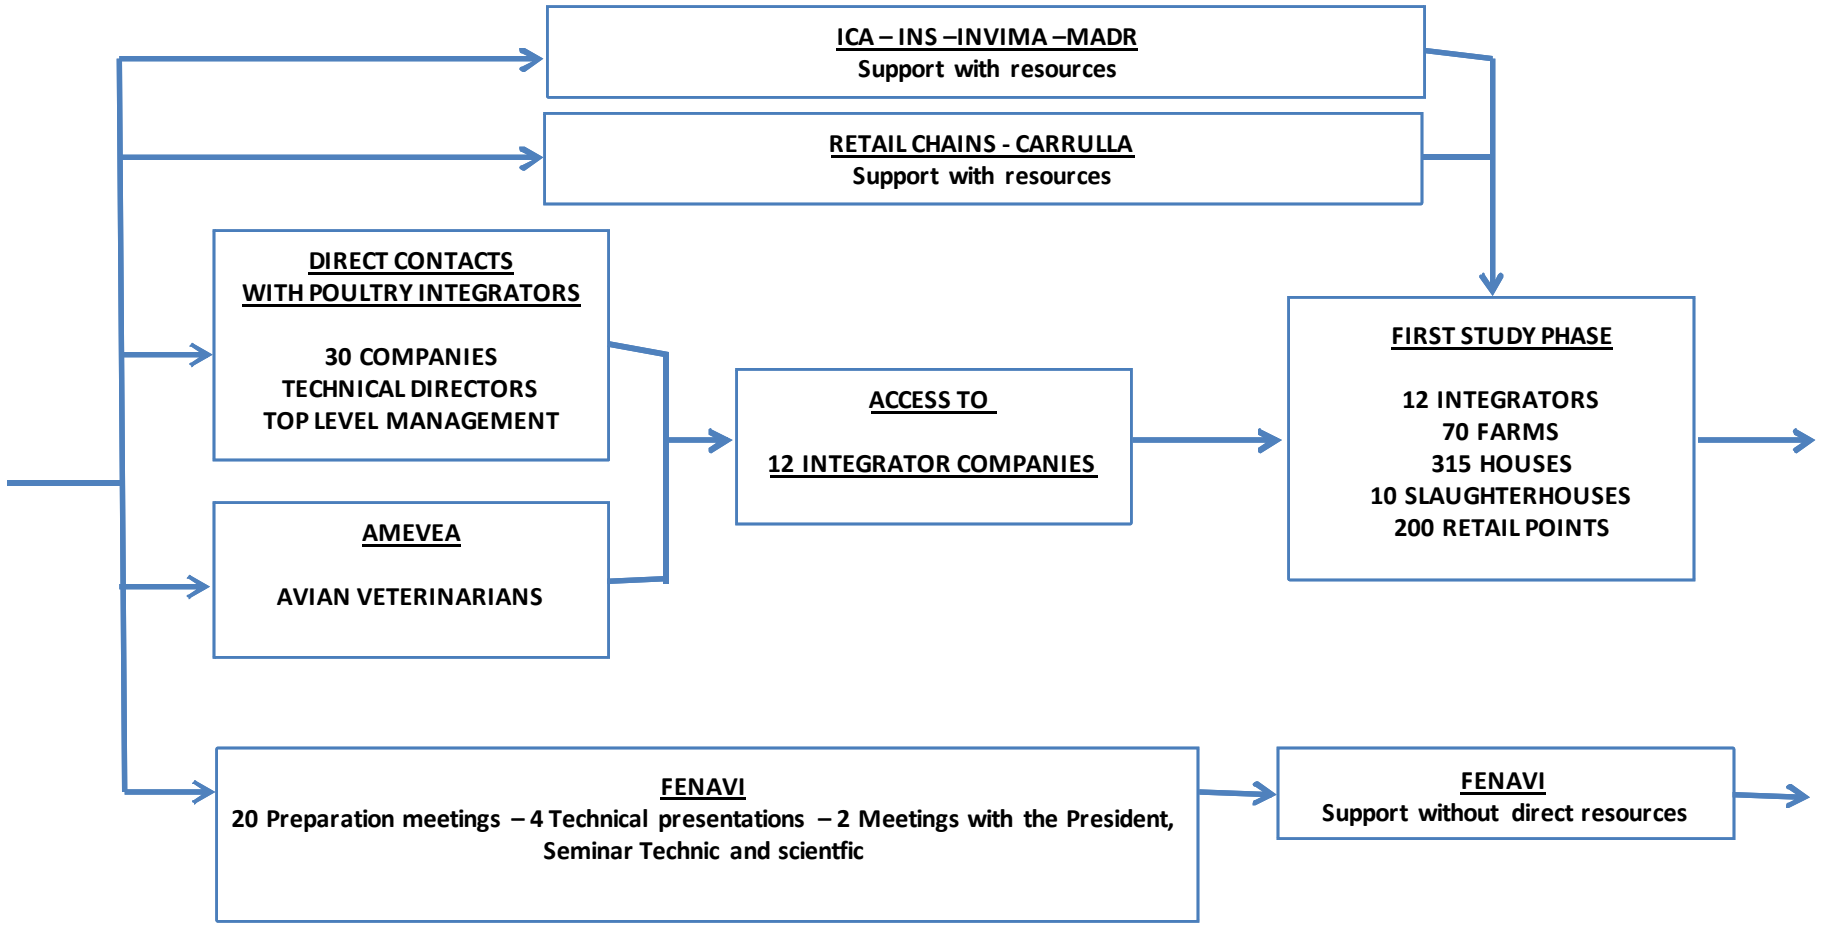 ICA – INS –INVIMA –MADR
Support with resources
RETAIL CHAINS - CARRULLA
Support with resources
DIRECT CONTACTS
WITH POULTRY INTEGRATORS
30 COMPANIES
TECHNICAL DIRECTORS
TOP LEVEL MANAGEMENT
AMEVEA
AVIAN VETERINARIANS
ACCESS TO
12 INTEGRATOR COMPANIES
FIRST STUDY PHASE
12 INTEGRATORS
70 FARMS
315 HOUSES
10 SLAUGHTERHOUSES
200 RETAIL POINTS
FENAVI
20 Preparation meetings – 4 Technical presentations – 2 Meetings with the President,
Seminar Technic and scientfic
FENAVI
Support without direct resources